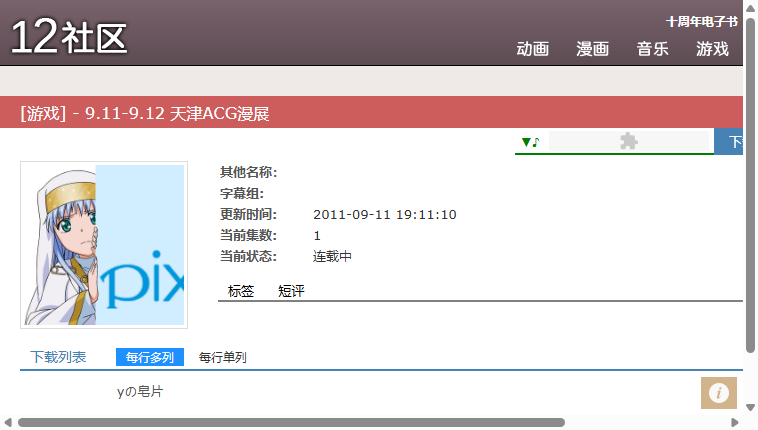 12社区
十周年电子书
动画 漫画 音乐 游戏
[游戏] - 9.11-9.12 天津ACG漫展
▼♪
其他名称:
字幕组:
更新时间: 2011-09-11 19:11:10
当前集数: 1
当前状态: 连载中
pix
标签 短评
下载列表 每行多列 每行单列
yの皂片